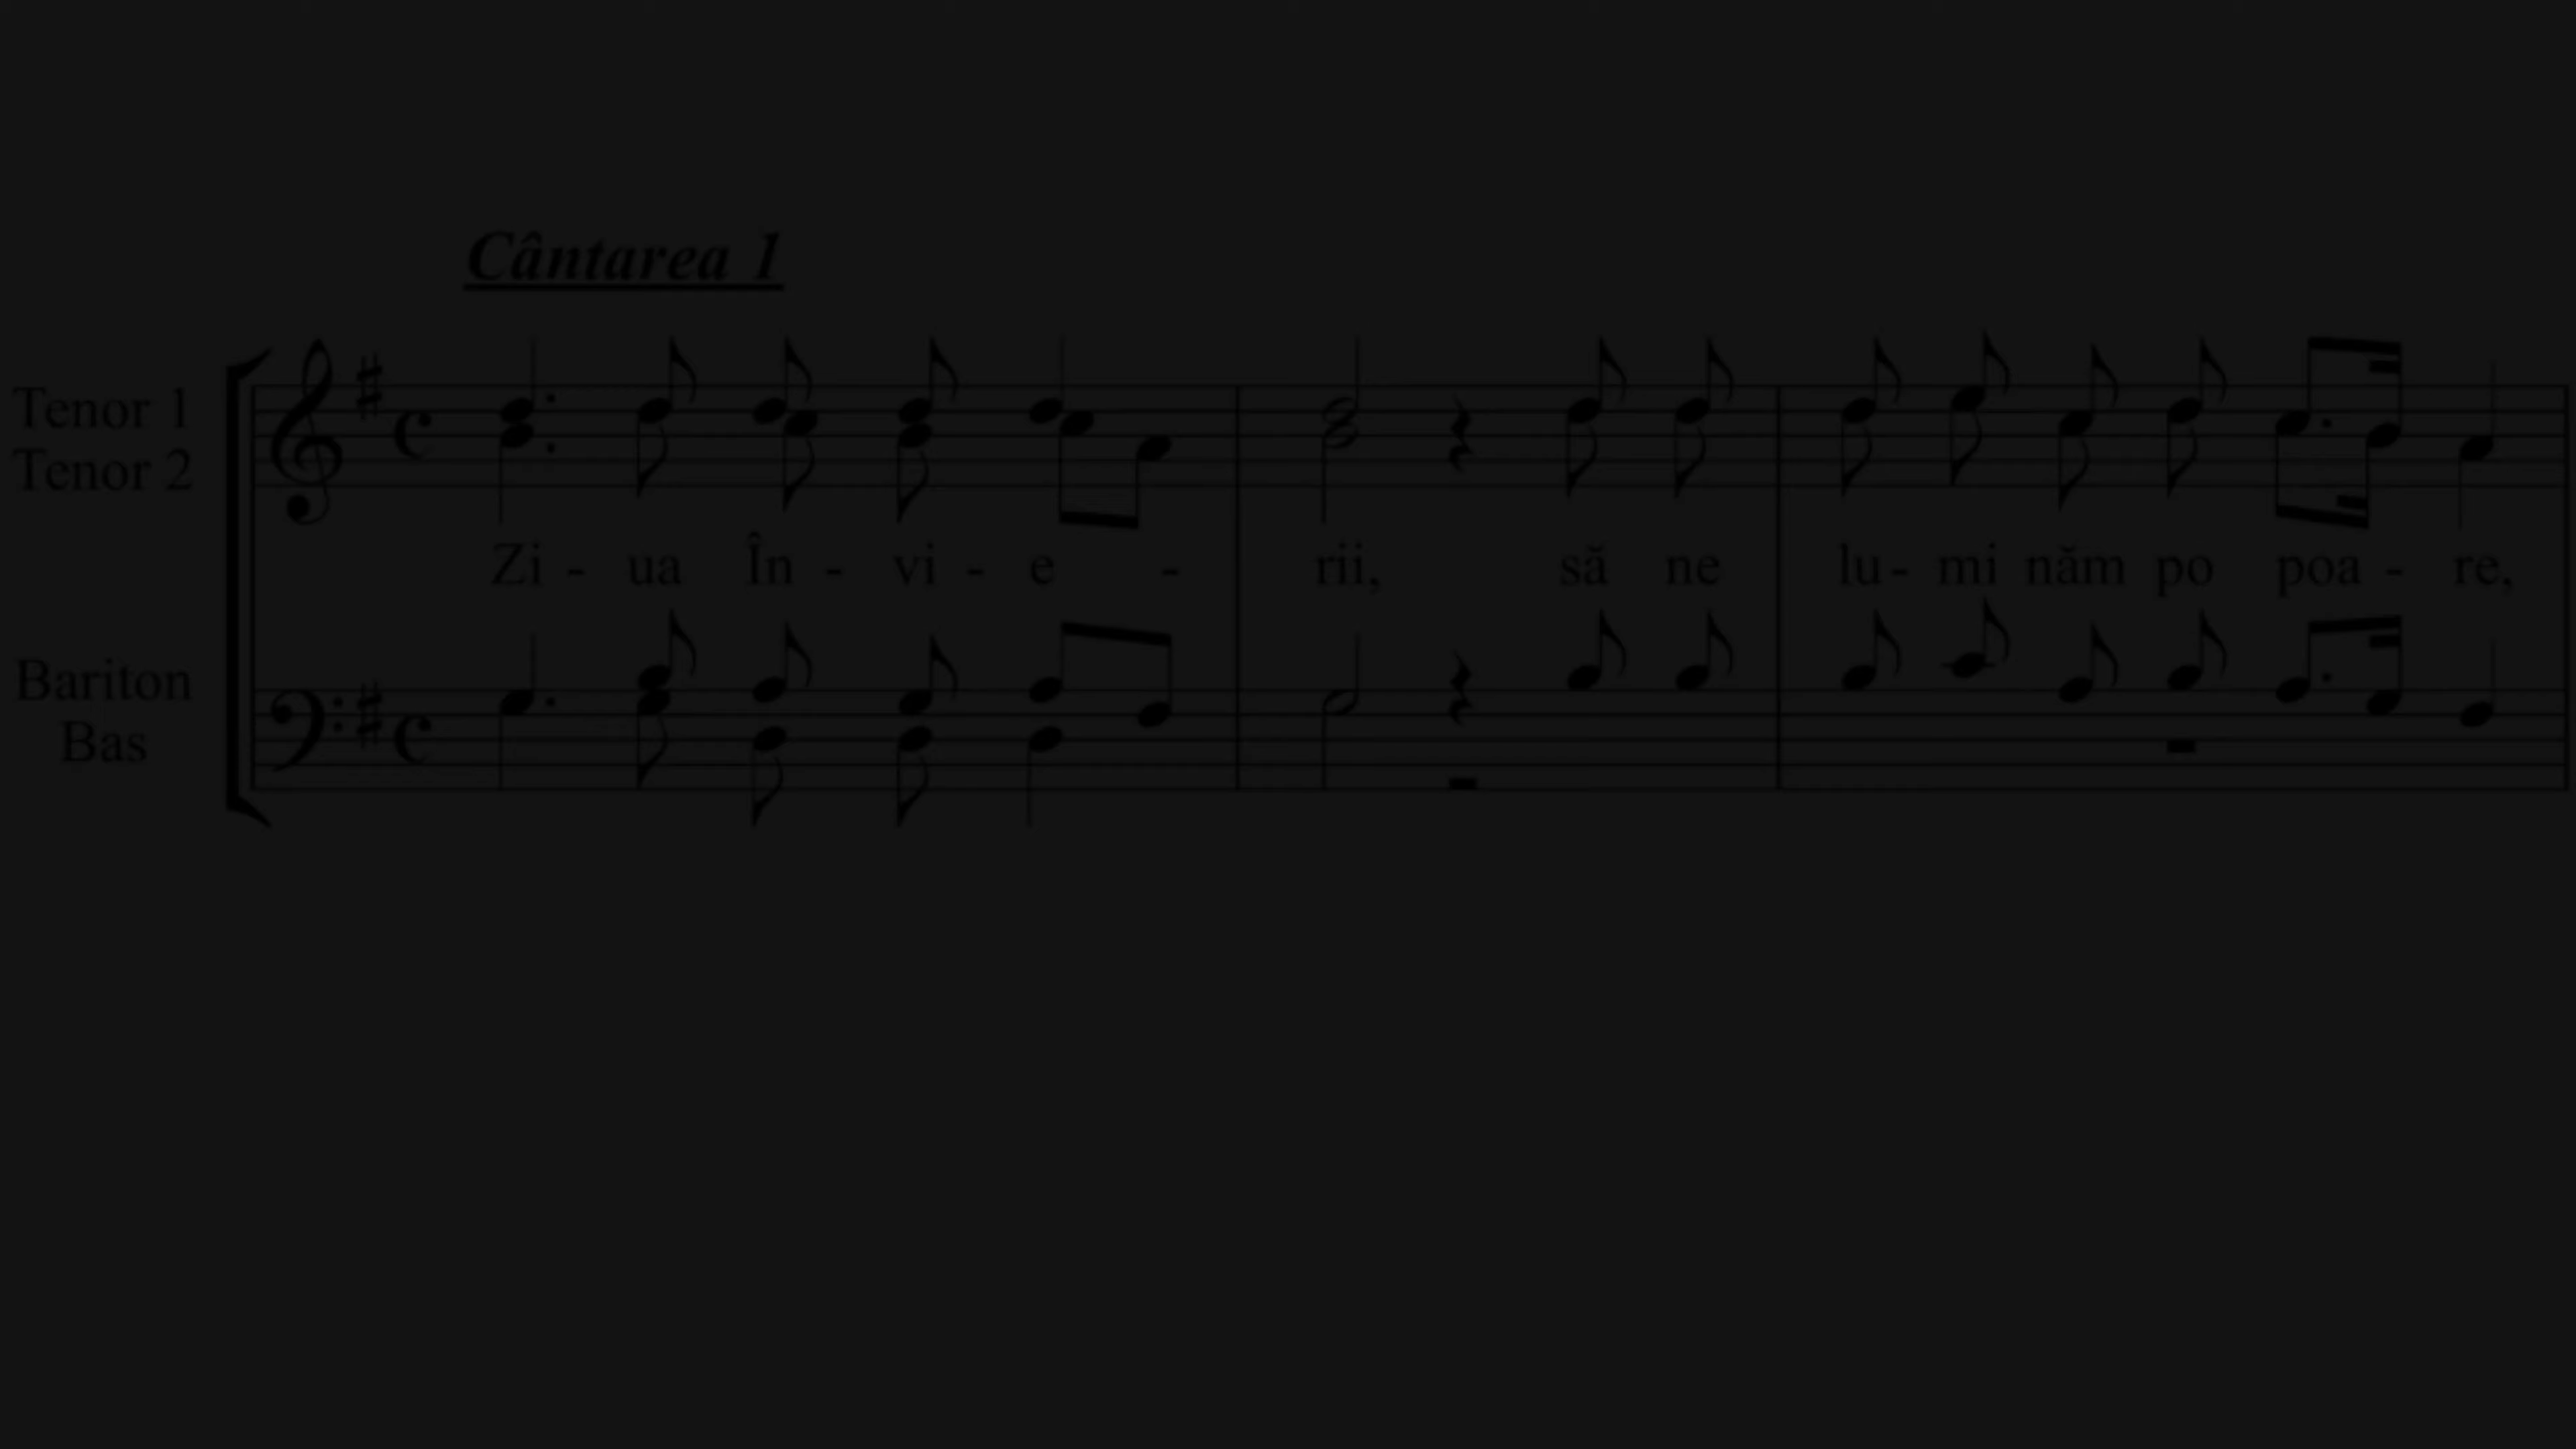 Cântarea 1
Tenor 1
Tenor 2
Zi - ua În - vi - e - rii, să ne lu - mi năm po poa - re,
Bariton
Bas